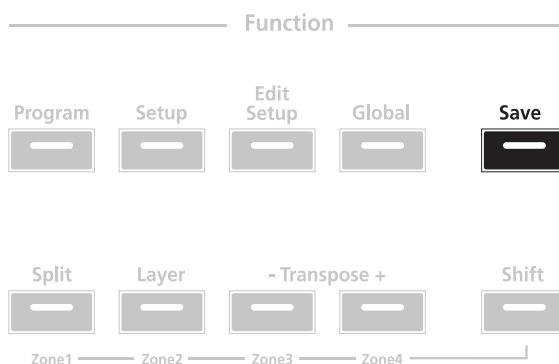 Function
Program Setup Edit Setup Global Save
Split Layer - Transpose + Shift
Zone1 Zone2 Zone3 Zone4